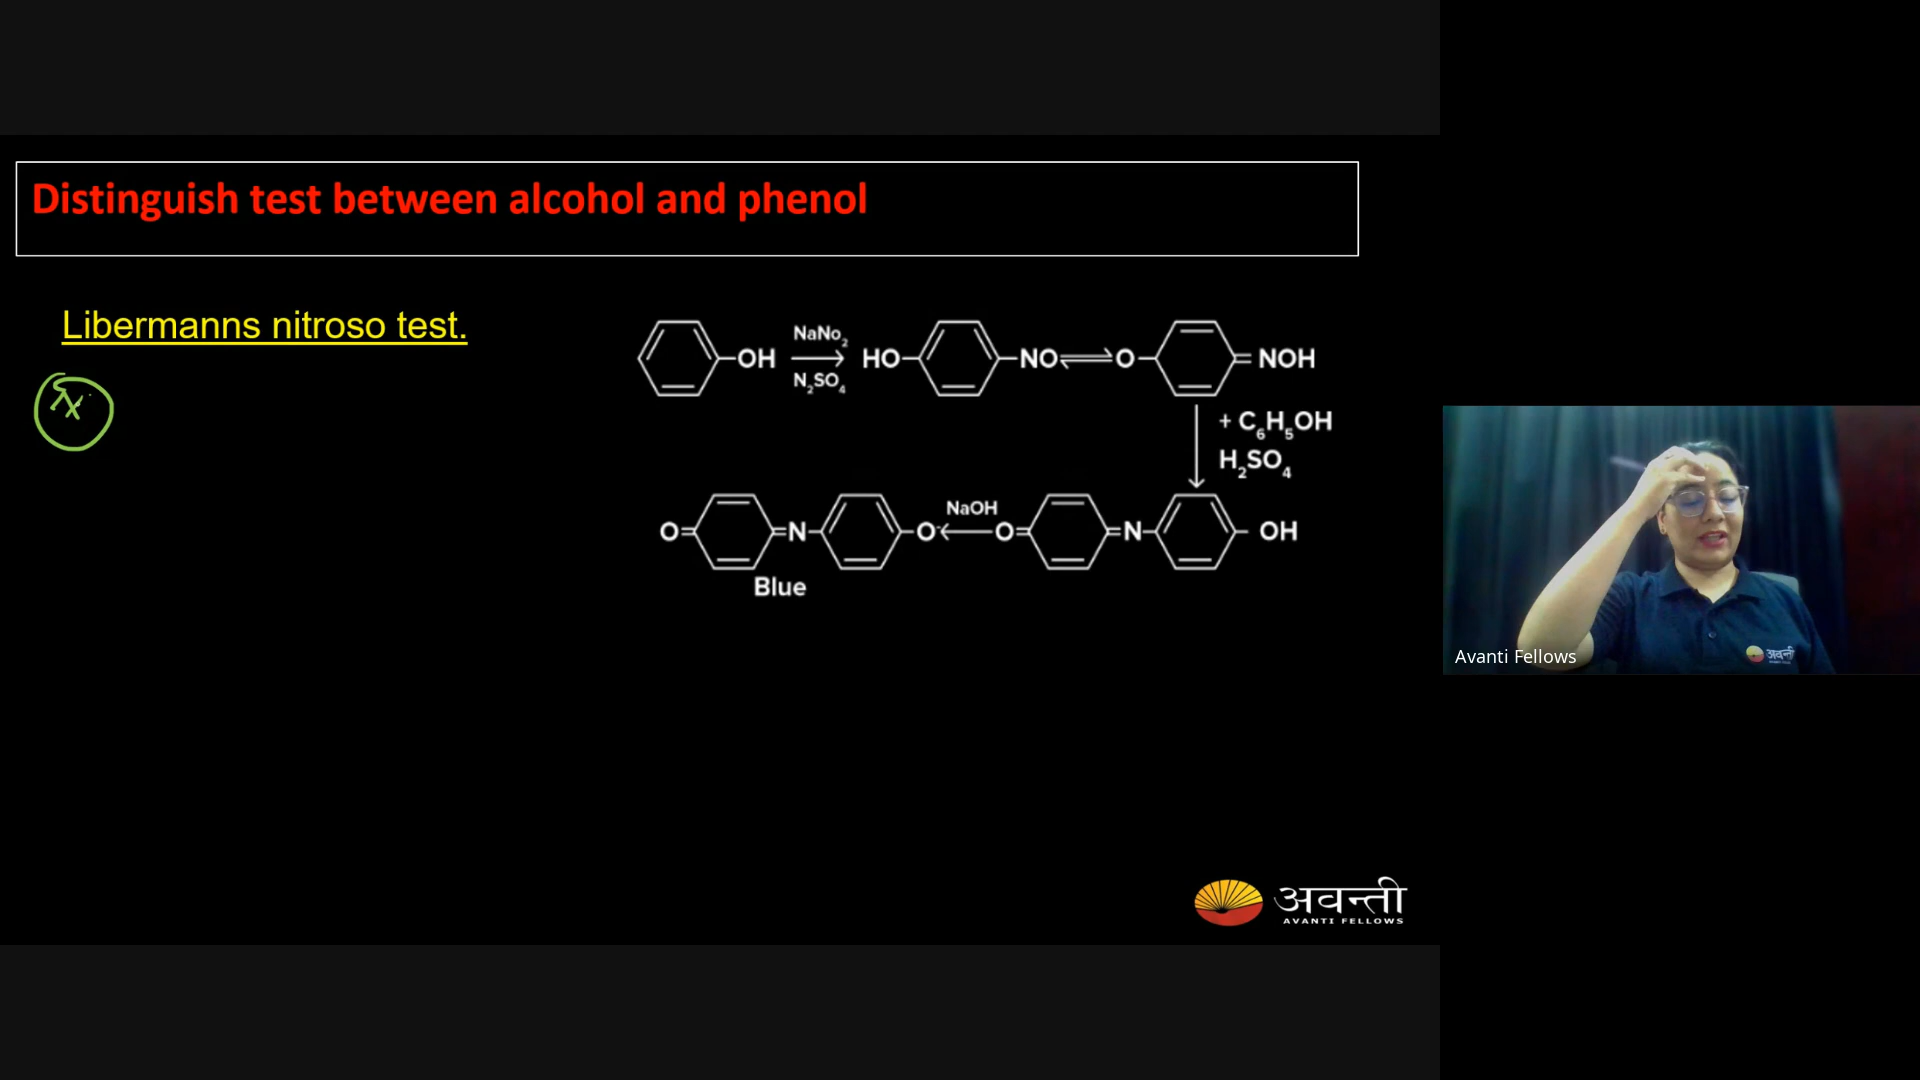 Distinguish test between alcohol and phenol
Libermanns nitroso test.
NaNo₂
OH
N₂SO₄
HO
NO
O
NOH
+ C₆H₅OH
H₂SO₄
O
N
O⁻
NaOH
O
N
OH
Blue
Avanti Fellows
अवन्ती
अवन्ती
AVANTI FELLOWS